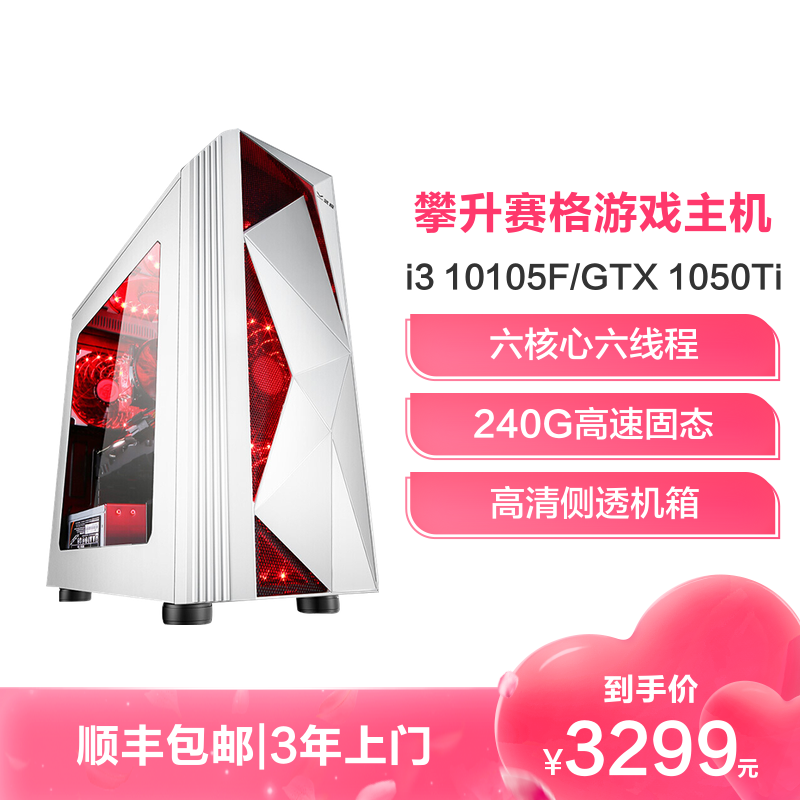 攀升赛格游戏主机
i3 10105F/GTX 1050Ti
六核心六线程
240G高速固态
高清侧透机箱
到手价
顺丰包邮|3年上门
¥3299元